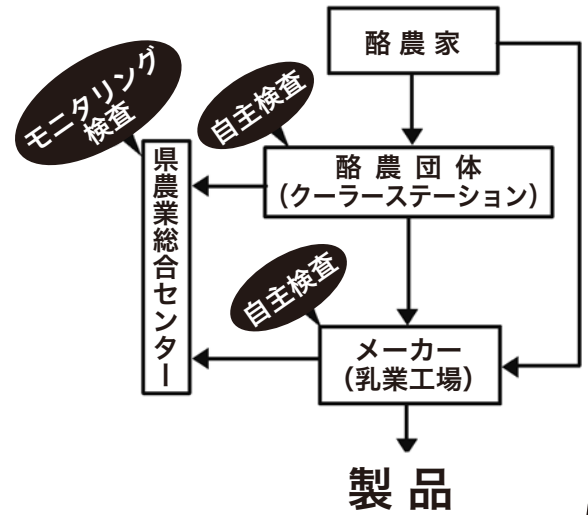 酪農家
モニタリング
検査
自主検査
酪農団体
（クーラーステーション）
県農業総合センター
自主検査
メーカー
（乳業工場）
製品